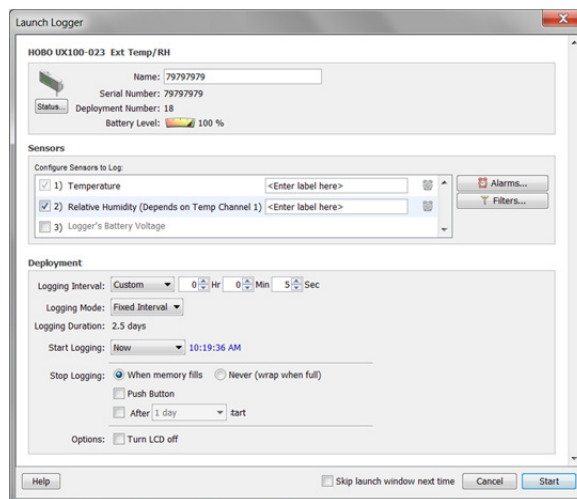 Launch Logger
HOBO UX100-023 Ext Temp/RH
Name: 79797979
Serial Number: 79797979
Status... Deployment Number: 18
Battery Level: 100 %
Sensors
Configure Sensors to Log:
1) Temperature <Enter label here>
Alarms...
2) Relative Humidity (Depends on Temp Channel 1) <Enter label here>
Filters...
3) Logger's Battery Voltage
Deployment
Logging Interval: Custom 0 Hr 0 Min 5 Sec
Logging Mode: Fixed Interval
Logging Duration: 2.5 days
Start Logging: Now 10:19:36 AM
Stop Logging: When memory fills Never (wrap when full)
Push Button
After 1 day tart
Options: Turn LCD off
Help Skip launch window next time Cancel Start